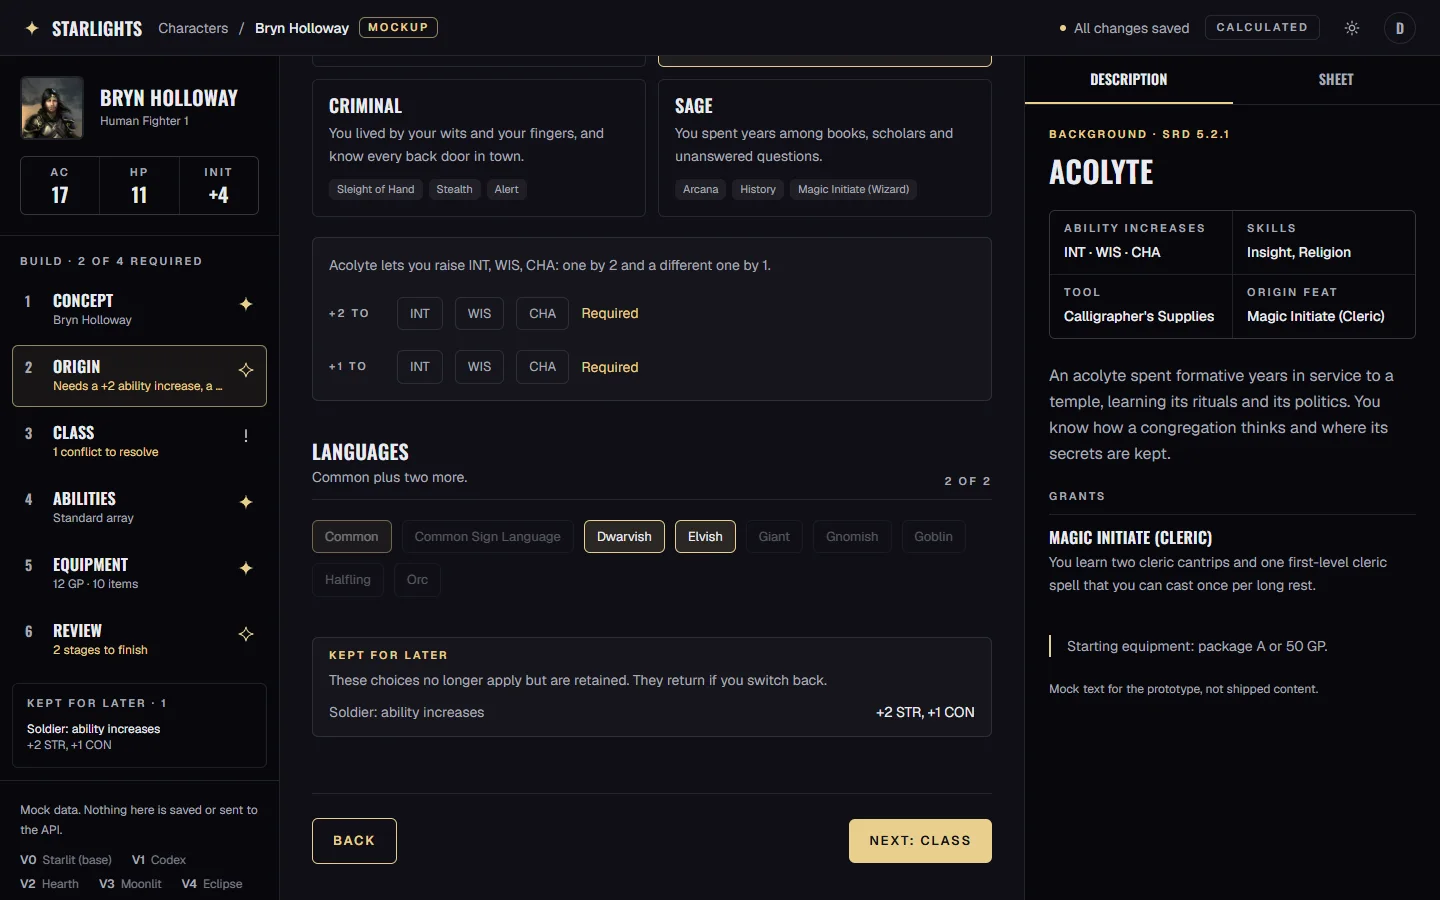 STARLIGHTS Characters / Bryn Holloway MOCKUP
All changes saved CALCULATED D
BRYN HOLLOWAY
Human Fighter 1
AC HP INIT
17 11 +4
BUILD · 2 OF 4 REQUIRED
1 CONCEPT
Bryn Holloway
2 ORIGIN
Needs a +2 ability increase, a ...
3 CLASS !
1 conflict to resolve
4 ABILITIES
Standard array
5 EQUIPMENT
12 GP · 10 items
6 REVIEW
2 stages to finish
KEPT FOR LATER · 1
Soldier: ability increases
+2 STR, +1 CON
Mock data. Nothing here is saved or sent to
the API.
V0 Starlit (base) V1 Codex
V2 Hearth V3 Moonlit V4 Eclipse
CRIMINAL
You lived by your wits and your fingers, and
know every back door in town.
Sleight of Hand Stealth Alert
SAGE
You spent years among books, scholars and
unanswered questions.
Arcana History Magic Initiate (Wizard)
Acolyte lets you raise INT, WIS, CHA: one by 2 and a different one by 1.
+2 TO INT WIS CHA Required
+1 TO INT WIS CHA Required
LANGUAGES
Common plus two more.
2 OF 2
Common Common Sign Language Dwarvish Elvish Giant Gnomish Goblin
Halfling Orc
KEPT FOR LATER
These choices no longer apply but are retained. They return if you switch back.
Soldier: ability increases +2 STR, +1 CON
BACK NEXT: CLASS
DESCRIPTION SHEET
BACKGROUND · SRD 5.2.1
ACOLYTE
ABILITY INCREASES SKILLS
INT · WIS · CHA Insight, Religion
TOOL ORIGIN FEAT
Calligrapher's Supplies Magic Initiate (Cleric)
An acolyte spent formative years in service to a
temple, learning its rituals and its politics. You
know how a congregation thinks and where its
secrets are kept.
GRANTS
MAGIC INITIATE (CLERIC)
You learn two cleric cantrips and one first-level cleric
spell that you can cast once per long rest.
Starting equipment: package A or 50 GP.
Mock text for the prototype, not shipped content.